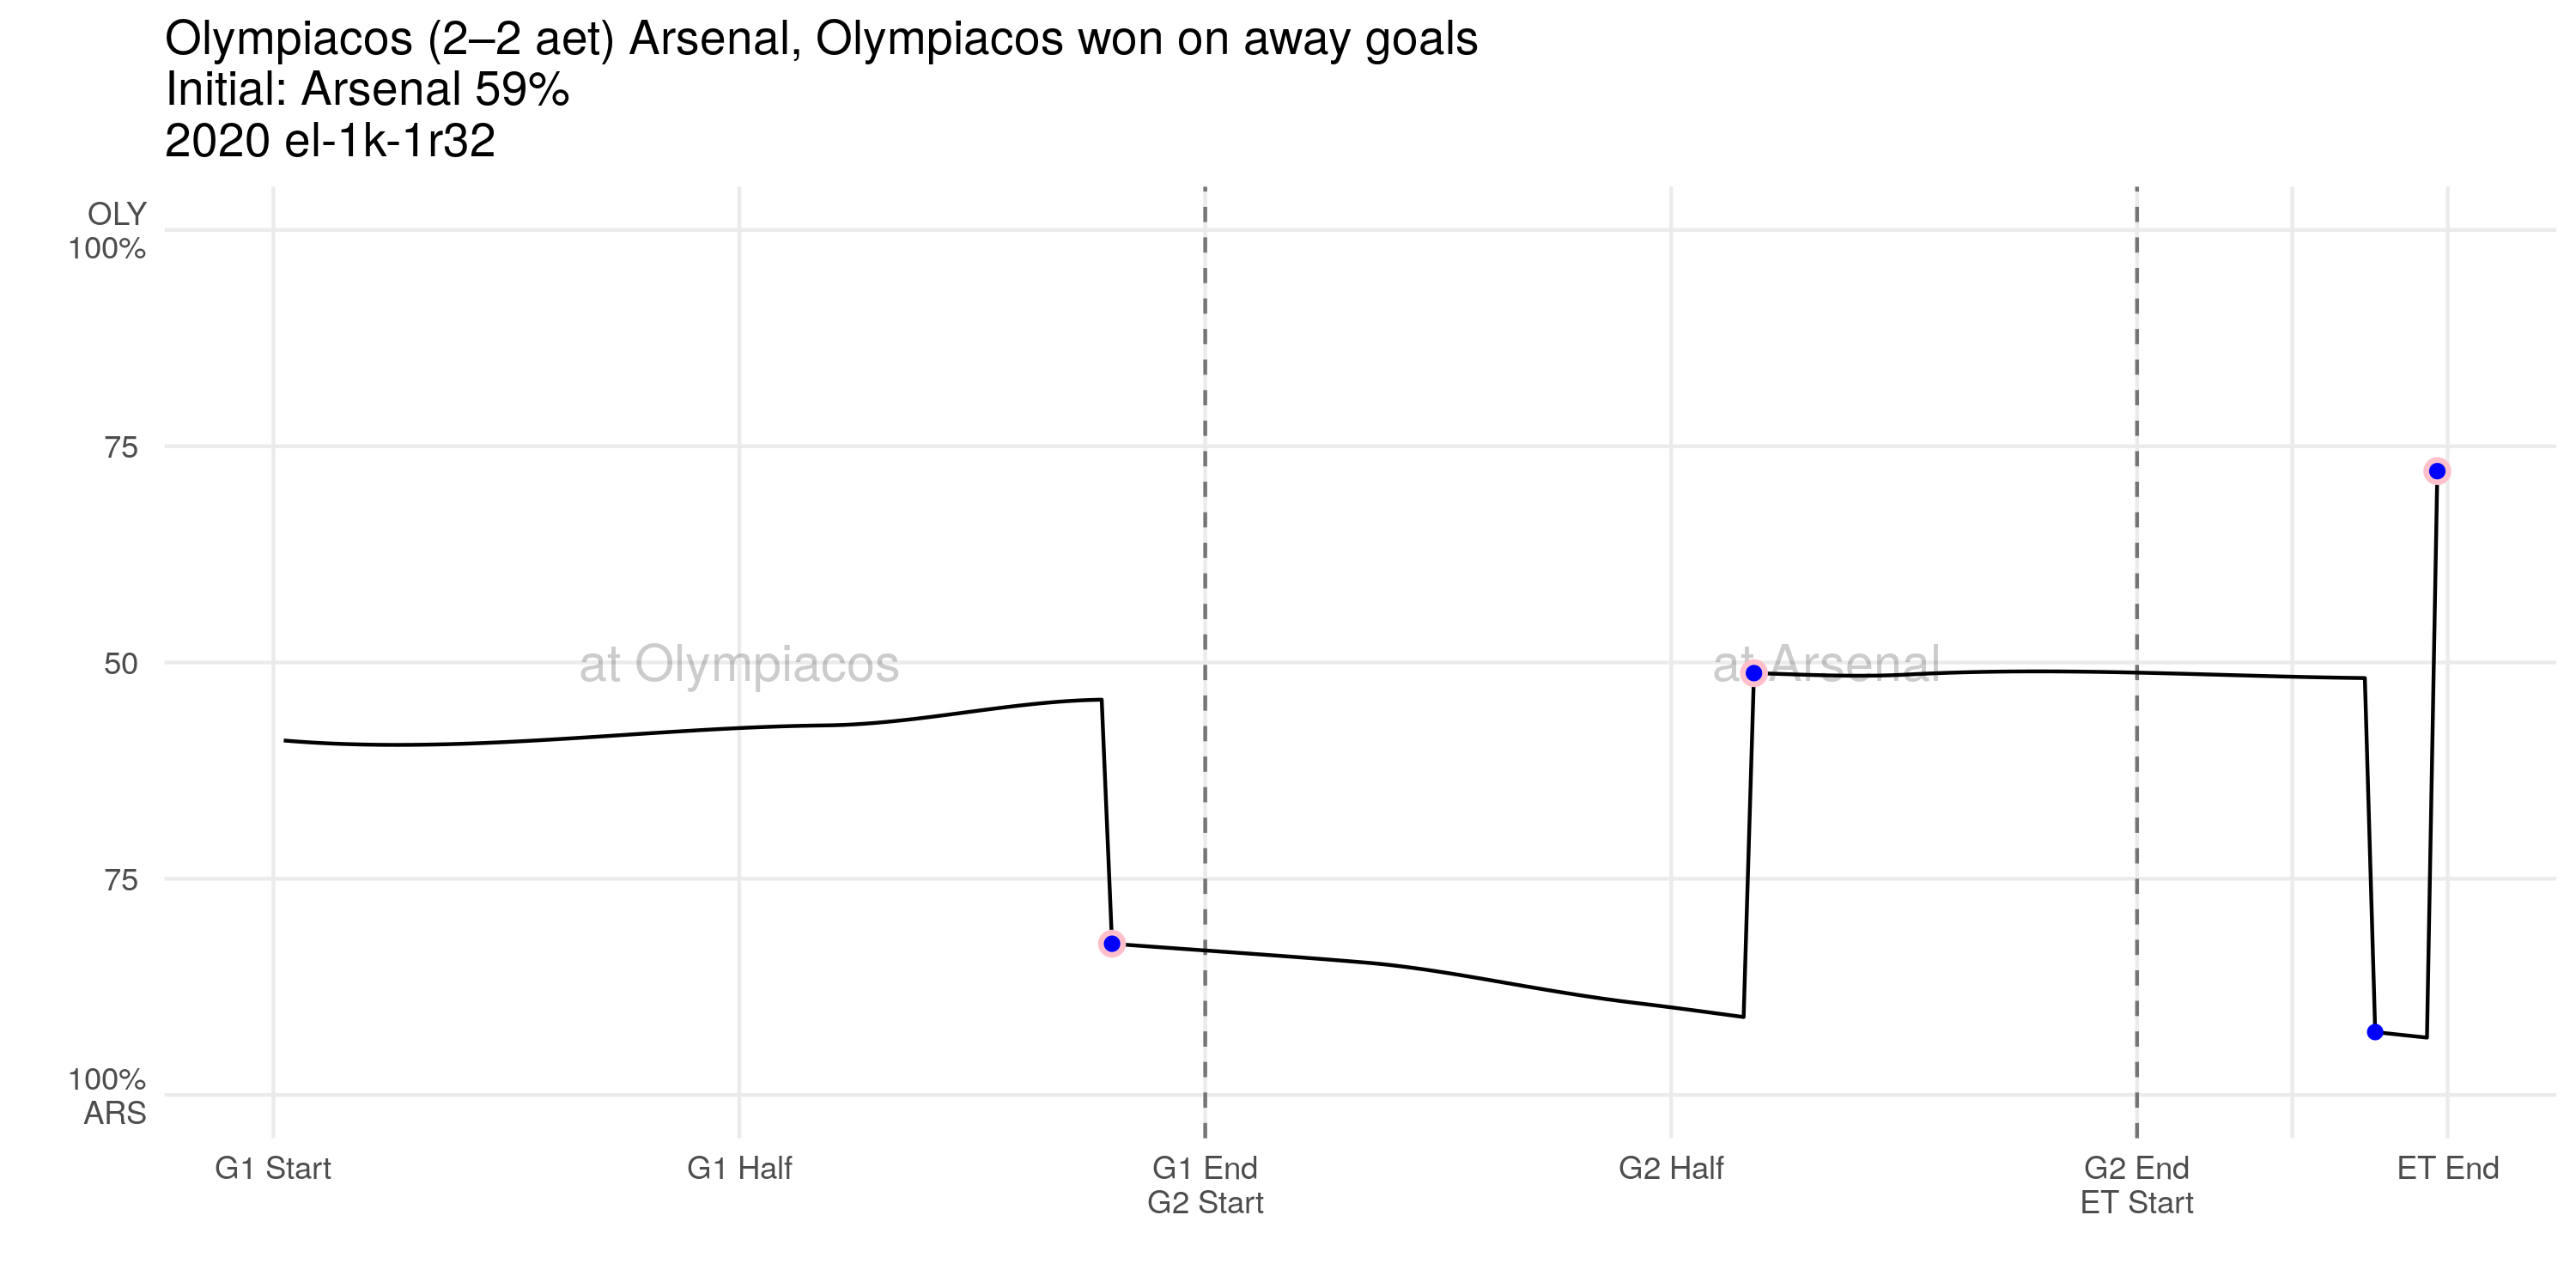 Olympiacos (2–2 aet) Arsenal, Olympiacos won on away goals
Initial: Arsenal 59%
2020 el-1k-1r32
OLY
100%
75
50
75
100%
ARS
at Olympiacos
at Arsenal
G1 Start
G1 Half
G1 End
G2 Start
G2 Half
G2 End
ET Start
ET End